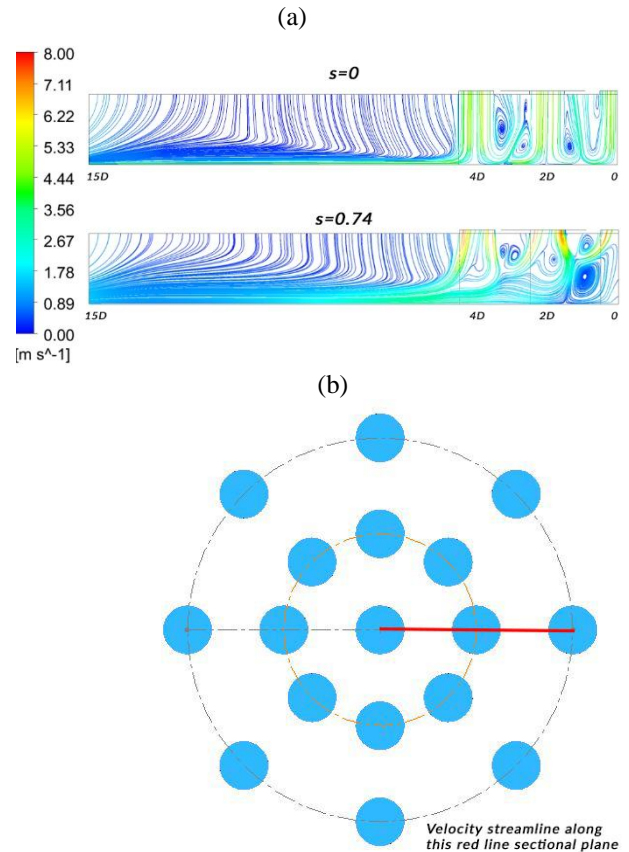 (a)
8.00
7.11
6.22
5.33
4.44
3.56
2.67
1.78
0.89
0.00
[m s^-1]
s=0
15D
4D
2D
0
s=0.74
15D
4D
2D
0
(b)
Velocity streamline along
this red line sectional plane